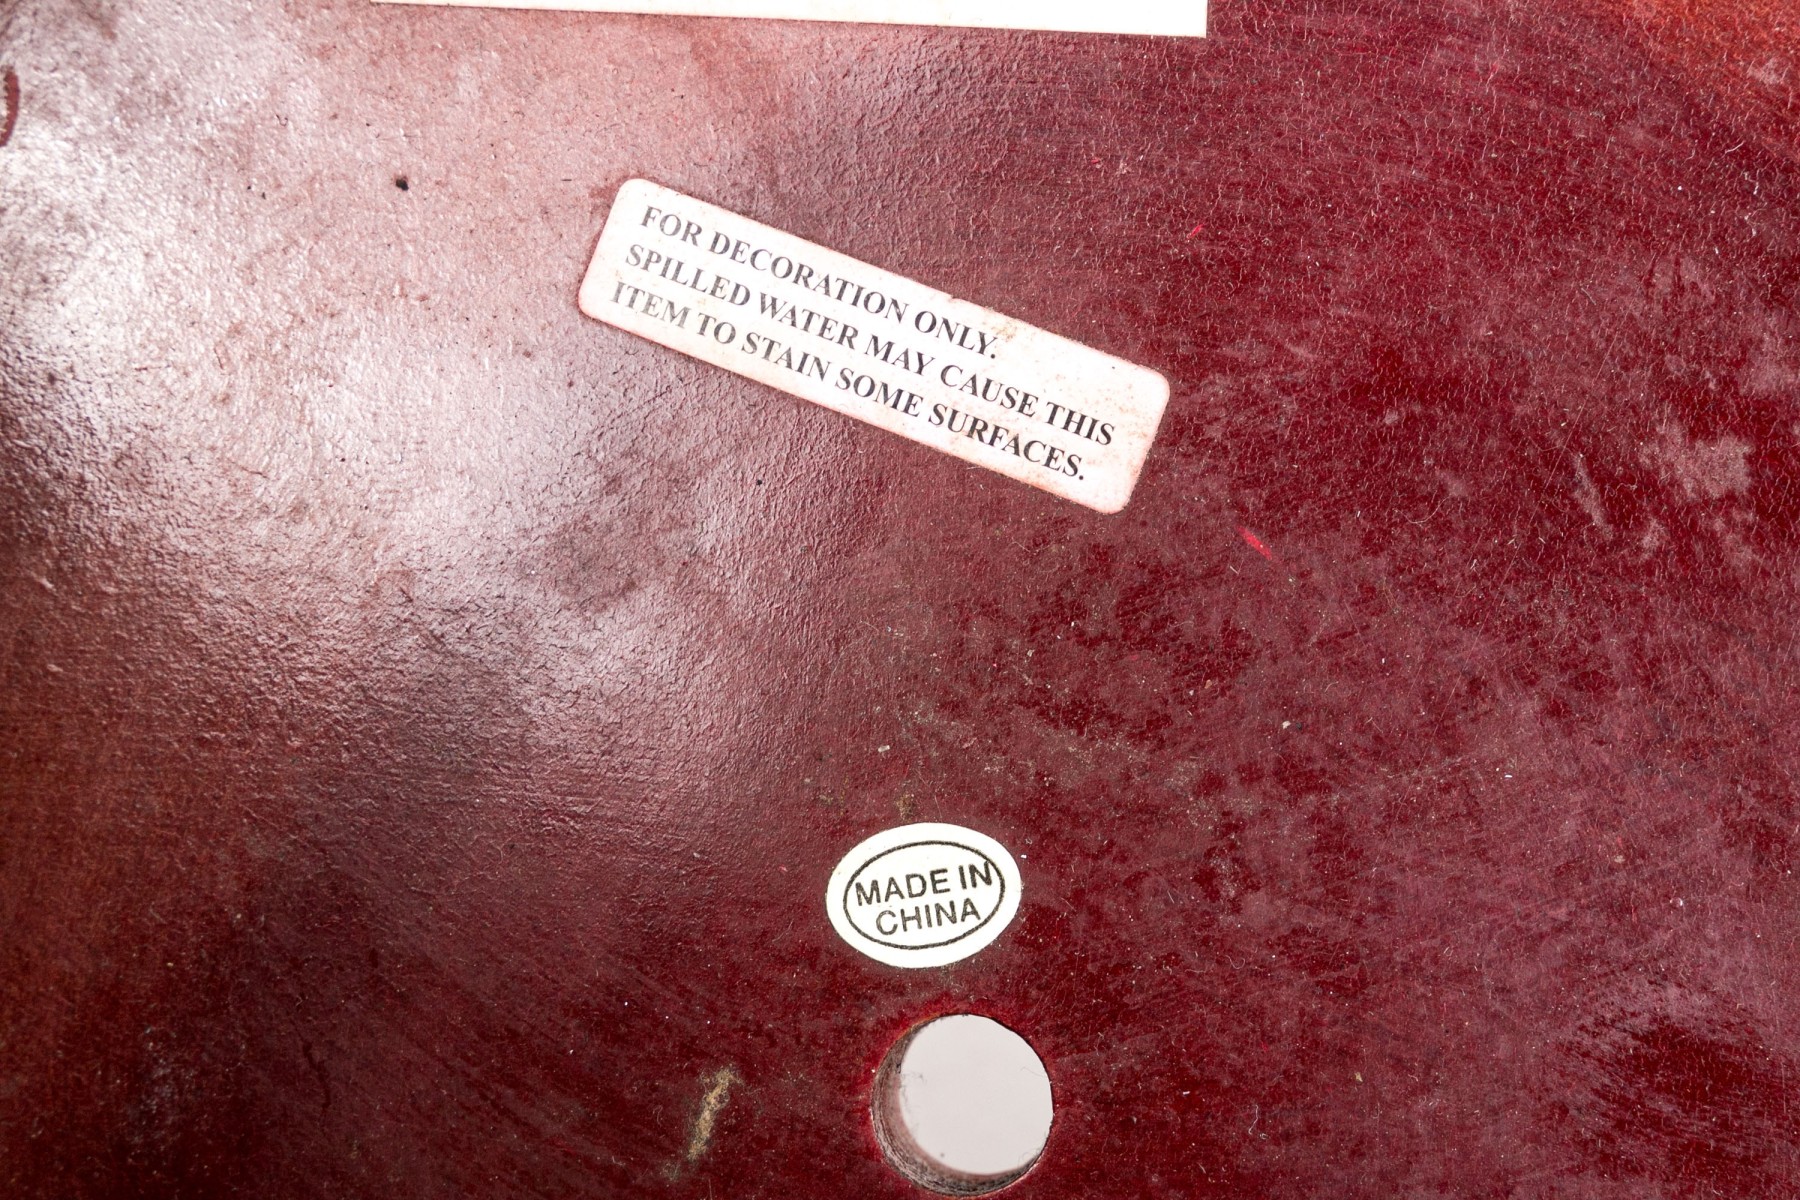 FOR DECORATION ONLY.
SPILLED WATER MAY CAUSE THIS
ITEM TO STAIN SOME SURFACES.
MADE IN
CHINA